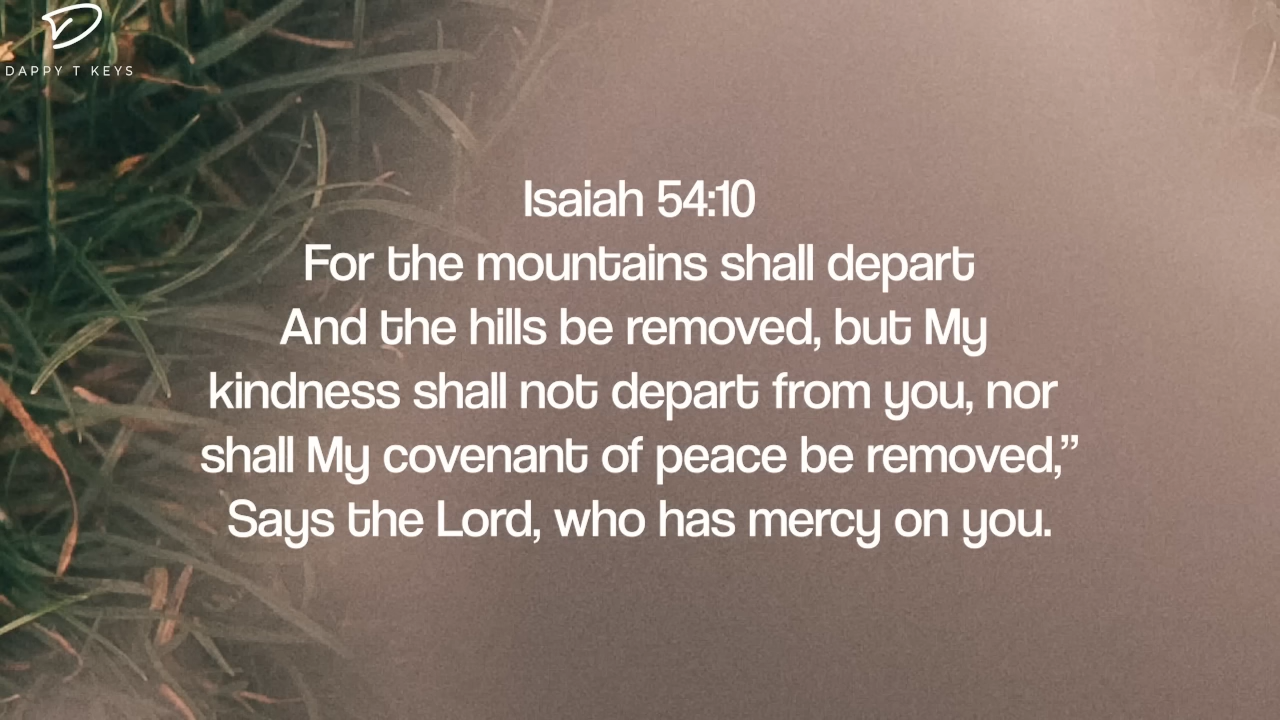 DAPPY T KEYS
Isaiah 54:10
For the mountains shall depart
And the hills be removed, but My
kindness shall not depart from you, nor
shall My covenant of peace be removed,”
Says the Lord, who has mercy on you.